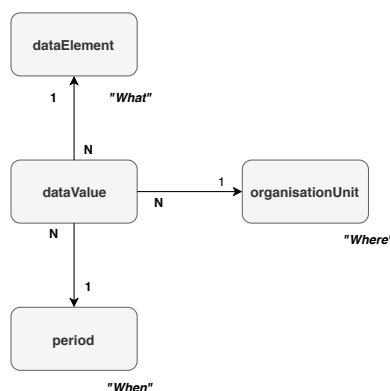 dataElement
1
"What"
N
dataValue
1
organisationUnit
N
N
"Where"
1
period
"When"